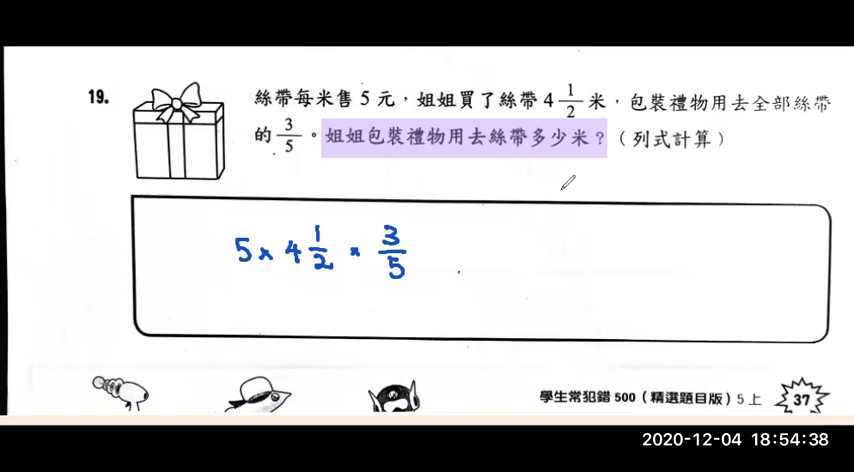 19. 絲帶每米售 5 元，姐姐買了絲帶 4 1/2 米，包裝禮物用去全部絲帶
的 3/5。姐姐包裝禮物用去絲帶多少米？（列式計算）
5 × 4 1/2 × 3/5
學生常犯錯 500（精選題目版）5 上 37
2020-12-04 18:54:38